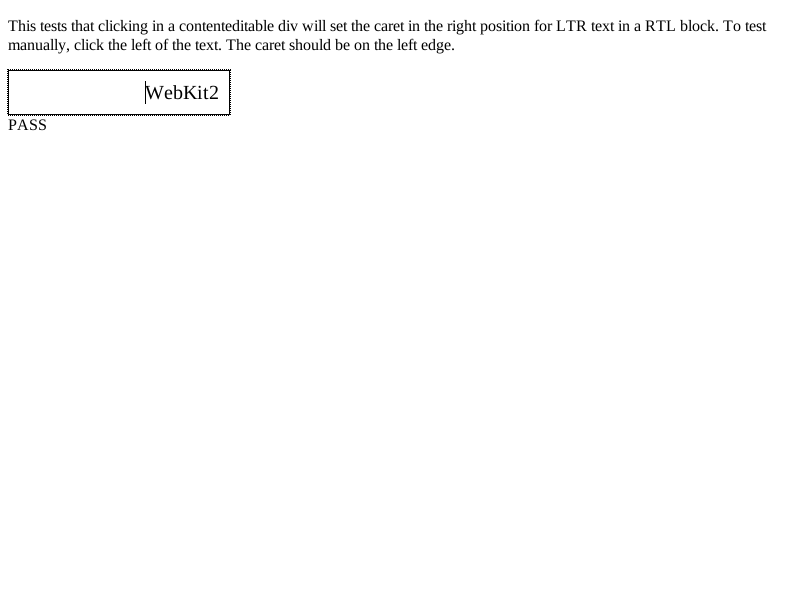 This tests that clicking in a contenteditable div will set the caret in the right position for LTR text in a RTL block. To test
manually, click the left of the text. The caret should be on the left edge.
WebKit2
PASS